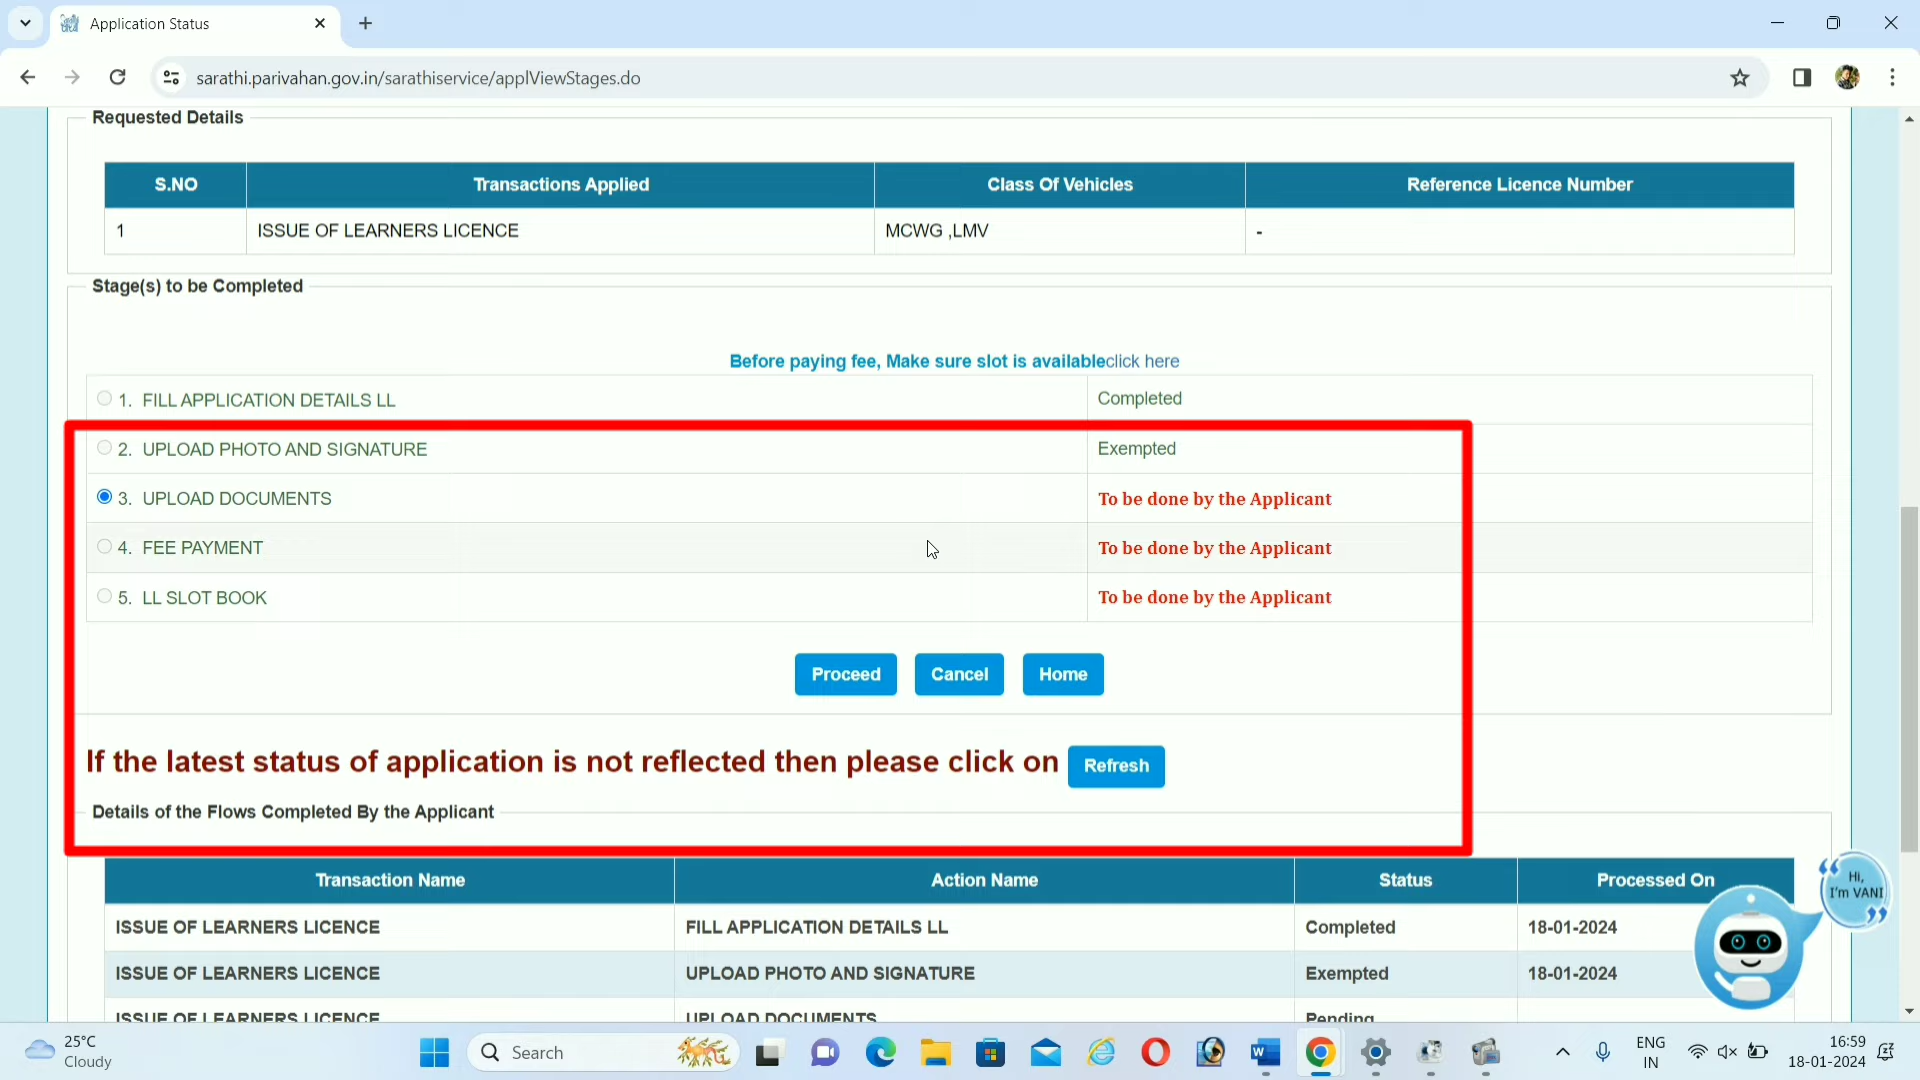 Application Status
sarathi.parivahan.gov.in/sarathiservice/applViewStages.do
Requested Details
S.NO Transactions Applied Class Of Vehicles Reference Licence Number
1 ISSUE OF LEARNERS LICENCE MCWG ,LMV -
Stage(s) to be Completed
Before paying fee, Make sure slot is availableclick here
1. FILL APPLICATION DETAILS LL Completed
2. UPLOAD PHOTO AND SIGNATURE Exempted
3. UPLOAD DOCUMENTS To be done by the Applicant
4. FEE PAYMENT To be done by the Applicant
5. LL SLOT BOOK To be done by the Applicant
Proceed Cancel Home
If the latest status of application is not reflected then please click on Refresh
Details of the Flows Completed By the Applicant
Transaction Name Action Name Status Processed On
ISSUE OF LEARNERS LICENCE FILL APPLICATION DETAILS LL Completed 18-01-2024
ISSUE OF LEARNERS LICENCE UPLOAD PHOTO AND SIGNATURE Exempted 18-01-2024
ISSUE OF LEARNERS LICENCE UPLOAD DOCUMENTS Pending
Hi,
I'm VANI
25°C
Cloudy
Search
ENG
IN
16:59
18-01-2024